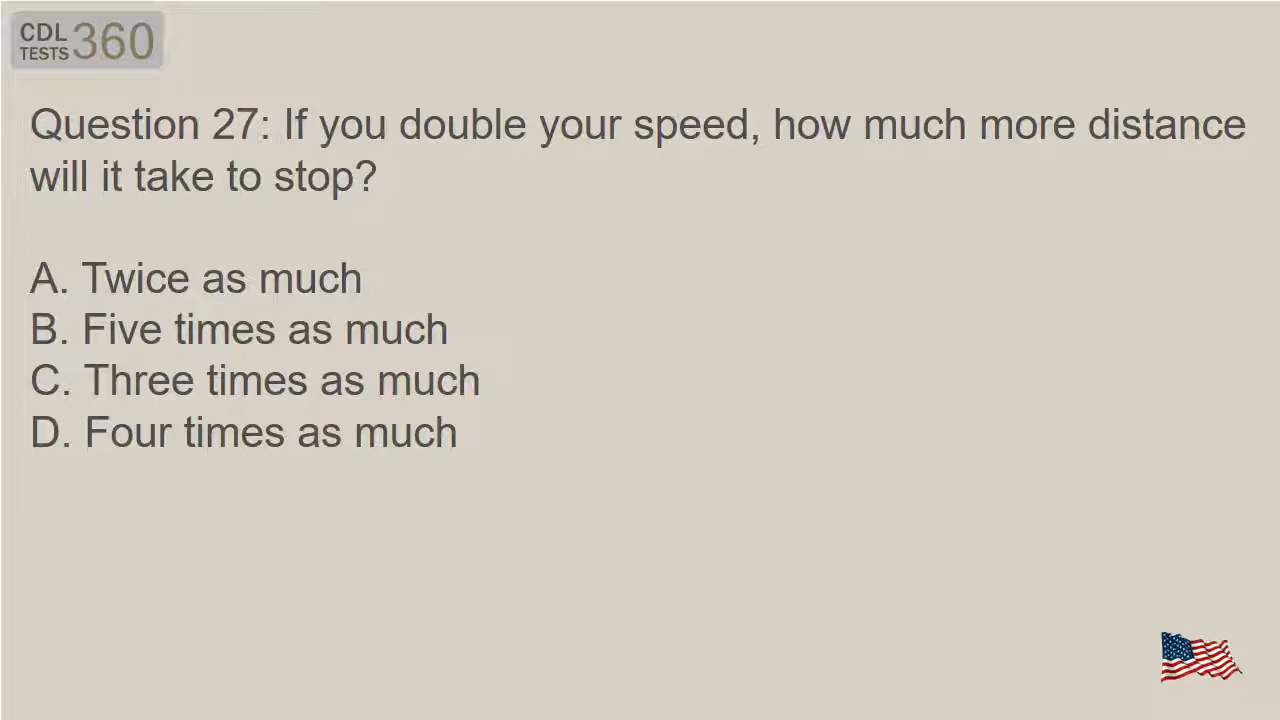 CDL TESTS 360
Question 27: If you double your speed, how much more distance
will it take to stop?
A. Twice as much
B. Five times as much
C. Three times as much
D. Four times as much